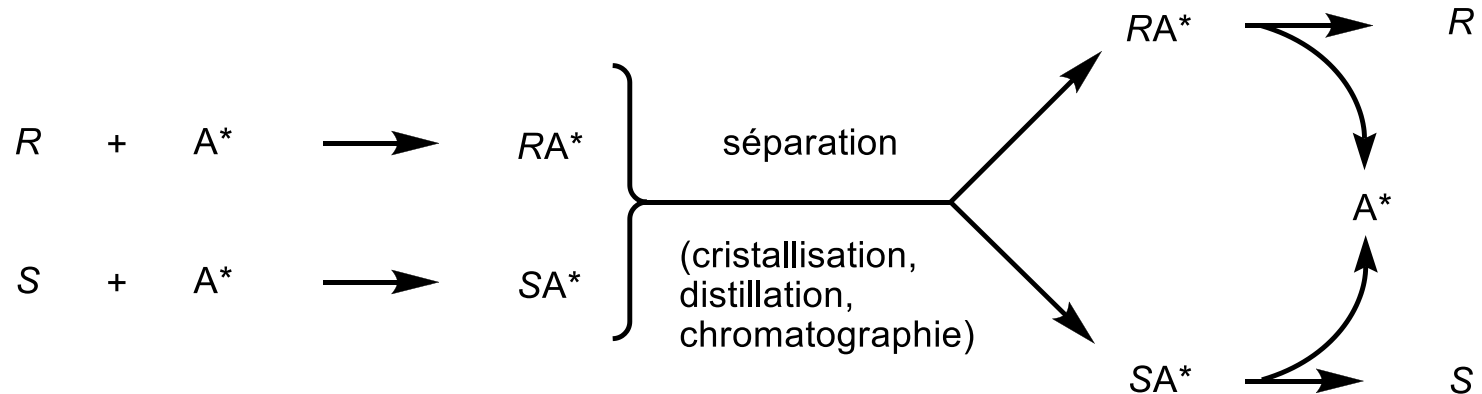 RA* R
R + A* RA*
séparation
A*
(cristallisation,
distillation,
chromatographie)
S + A* SA*
SA* S